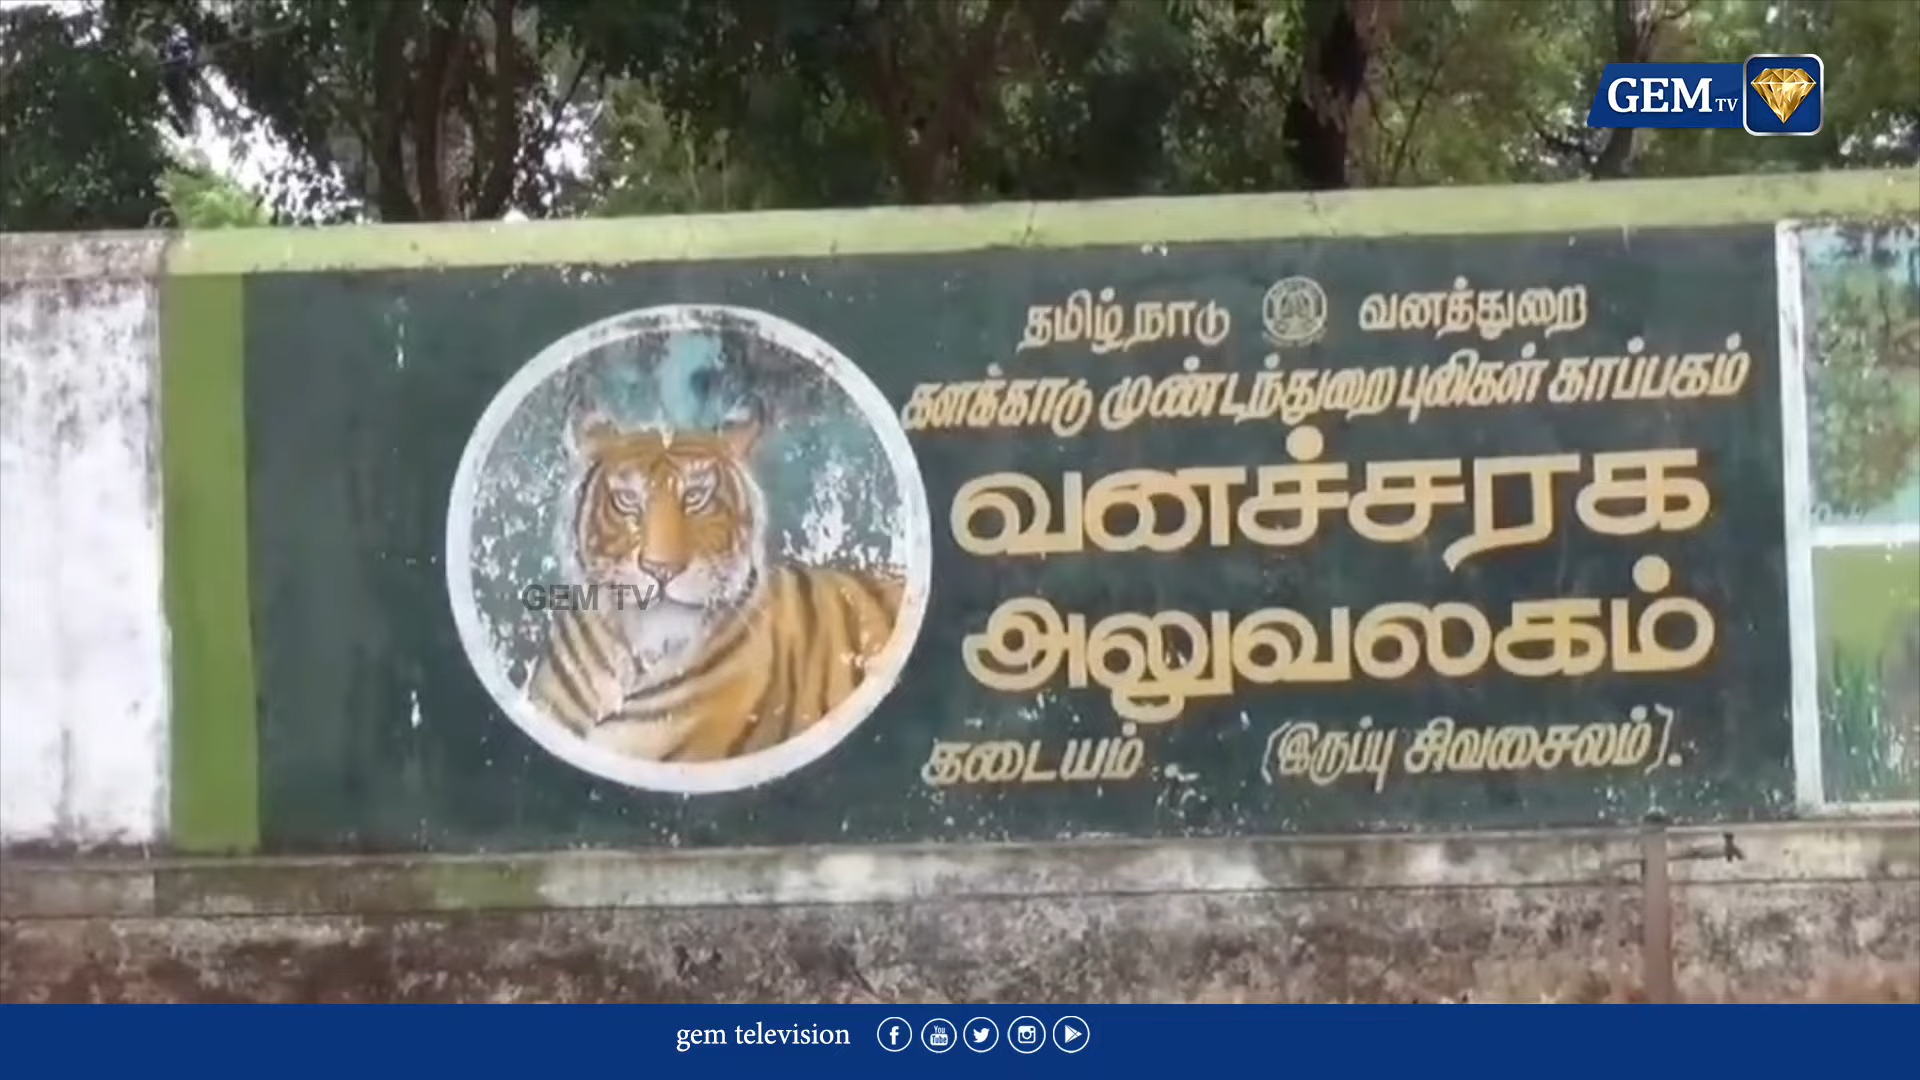 GEM TV
தமிழ்நாடு வனத்துறை
களக்காடு முண்டந்துறை புலிகள் காப்பகம்
வனச்சரக
அலுவலகம்
GEM TV
கடையம் (இருப்பு சிவசைலம்).
gem television